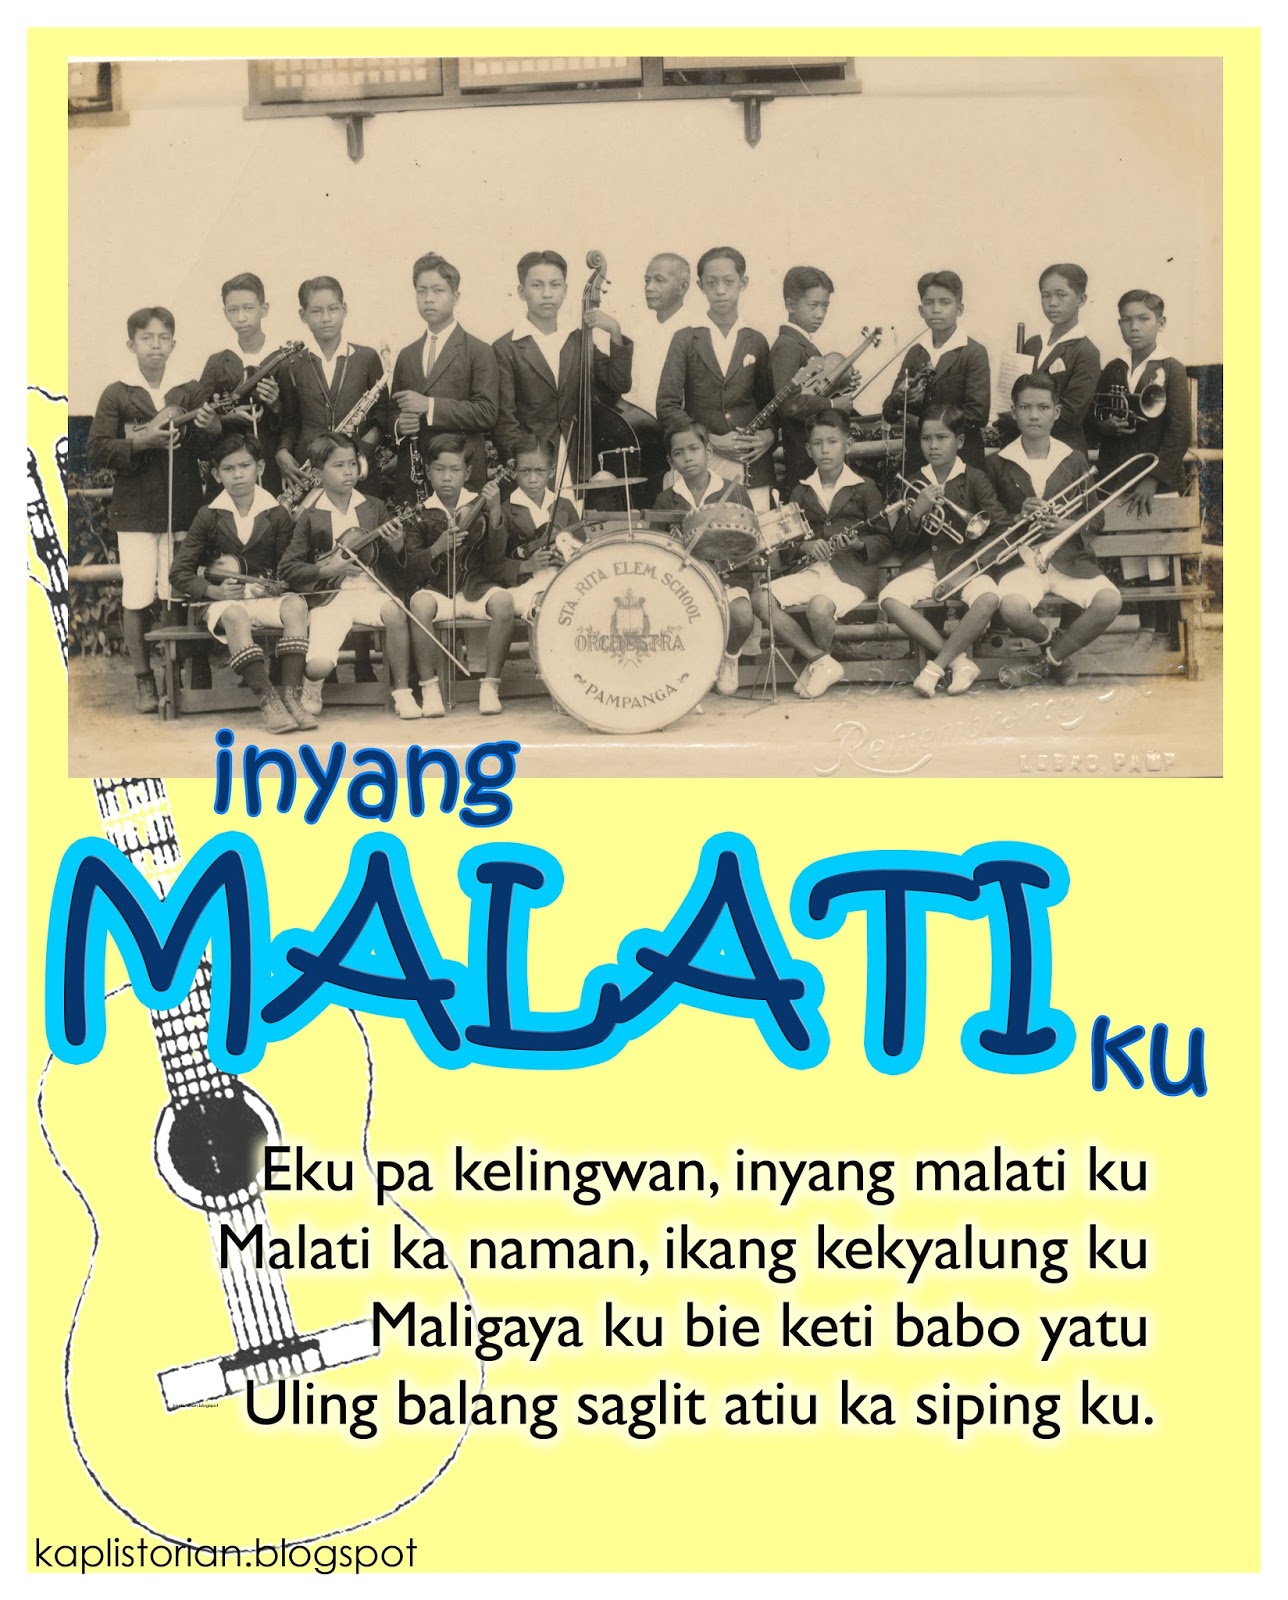 STA. RITA ELEM. SCHOOL
ORCHESTRA
PAMPANGA
Remembrance
LUBAO, PAMP.
inyang
MALATI
ku
Eku pa kelingwan, inyang malati ku
Malati ka naman, ikang kekyalung ku
Maligaya ku bie keti babo yatu
Uling balang saglit atiu ka siping ku.
kaplistorian.blogspot